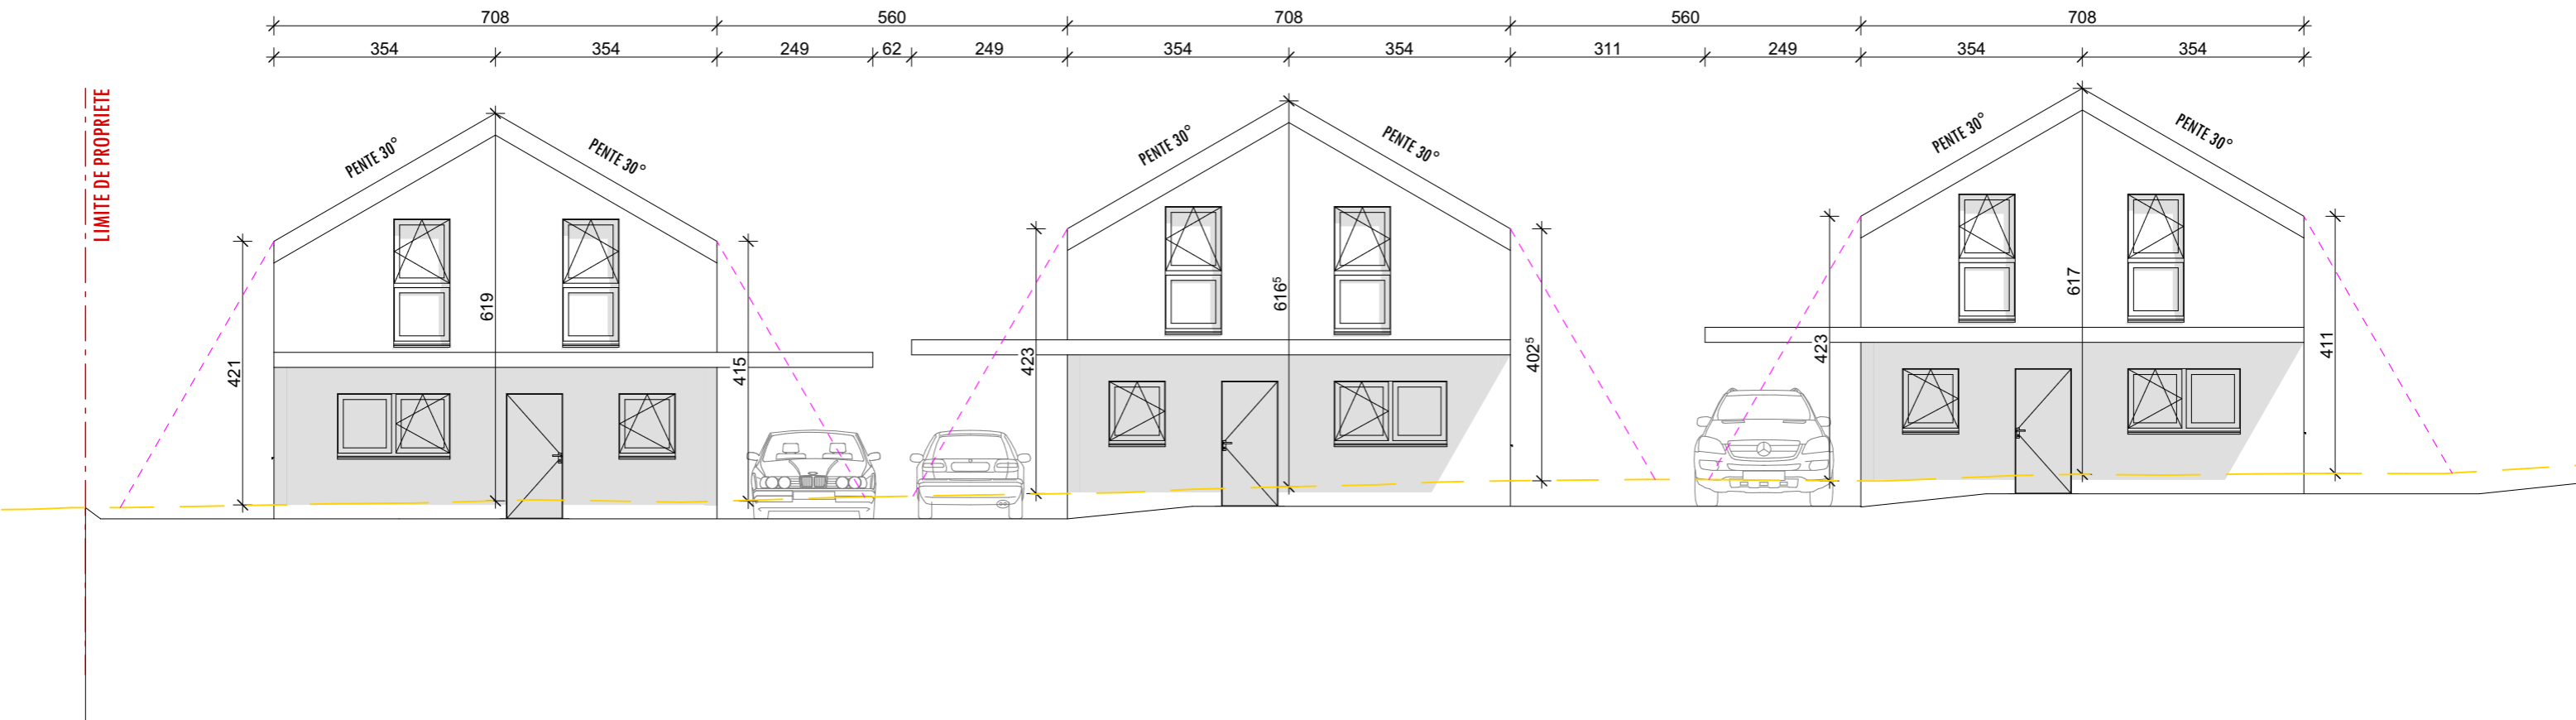 708 560 708 560 708
354 354 249 62 249 354 354 311 249 354 354
LIMITE DE PROPRIETE
PENTE 30°
PENTE 30°
PENTE 30°
PENTE 30°
PENTE 30°
PENTE 30°
421
619
415
423
616⁵
402⁵
423
617
411